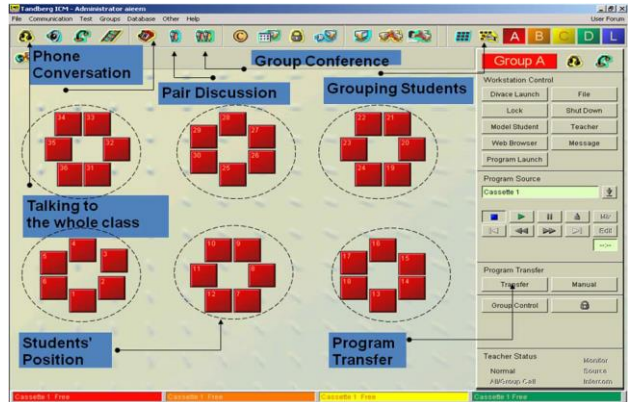 Tandberg ICM - Administrator aieem
File Communication Test Groups Database Other Help
User Forum
A B C D L
Phone
Conversation
Group Conference
Pair Discussion
Grouping Students
Group A
Workstation Control
Divace Launch File
Lock Shut Down
Model Student Teacher
Web Browser Message
Program Launch
34 33
35 32
36 31
28
29 27
30 26
25
22 21
23 20
24 19
Program Source
Cassette 1
Talking to
the whole class
Edit
4
5 3
6 2
1
10 9
11 8
12 7
16
17 15
18 14
13
Program Transfer
Transfer Manual
Group Control
Students'
Position
Program
Transfer
Teacher Status
Monitor
Normal Source
All/Group Call Intercom
Cassette 1 Free Cassette 1 Free Cassette 1 Free Cassette 1 Free